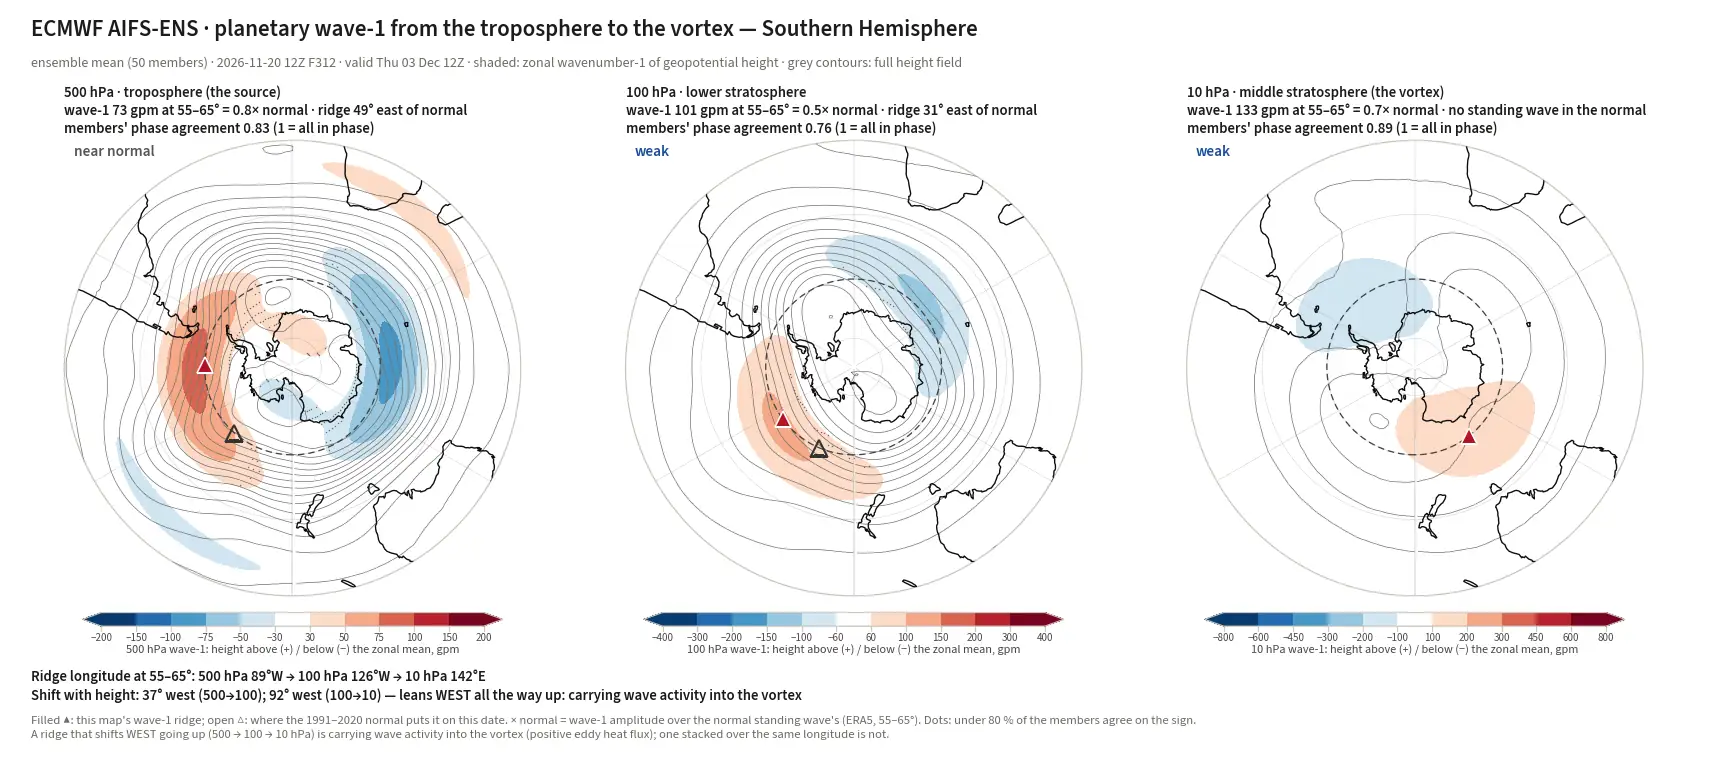 ECMWF AIFS-ENS · planetary wave-1 from the troposphere to the vortex — Southern Hemisphere
ensemble mean (50 members) · 2026-11-20 12Z F312 · valid Thu 03 Dec 12Z · shaded: zonal wavenumber-1 of geopotential height · grey contours: full height field
500 hPa · troposphere (the source)
wave-1 73 gpm at 55–65° = 0.8× normal · ridge 49° east of normal
members' phase agreement 0.83 (1 = all in phase)
near normal
100 hPa · lower stratosphere
wave-1 101 gpm at 55–65° = 0.5× normal · ridge 31° east of normal
members' phase agreement 0.76 (1 = all in phase)
weak
10 hPa · middle stratosphere (the vortex)
wave-1 133 gpm at 55–65° = 0.7× normal · no standing wave in the normal
members' phase agreement 0.89 (1 = all in phase)
weak
−200 −150 −100 −75 −50 −30 30 50 75 100 150 200
500 hPa wave-1: height above (+) / below (−) the zonal mean, gpm
−400 −300 −200 −150 −100 −60 60 100 150 200 300 400
100 hPa wave-1: height above (+) / below (−) the zonal mean, gpm
−800 −600 −450 −300 −200 −100 100 200 300 450 600 800
10 hPa wave-1: height above (+) / below (−) the zonal mean, gpm
Ridge longitude at 55–65°: 500 hPa 89°W → 100 hPa 126°W → 10 hPa 142°E
Shift with height: 37° west (500→100); 92° west (100→10) — leans WEST all the way up: carrying wave activity into the vortex
Filled ▲: this map's wave-1 ridge; open △: where the 1991–2020 normal puts it on this date. × normal = wave-1 amplitude over the normal standing wave's (ERA5, 55–65°). Dots: under 80 % of the members agree on the sign.
A ridge that shifts WEST going up (500 → 100 → 10 hPa) is carrying wave activity into the vortex (positive eddy heat flux); one stacked over the same longitude is not.